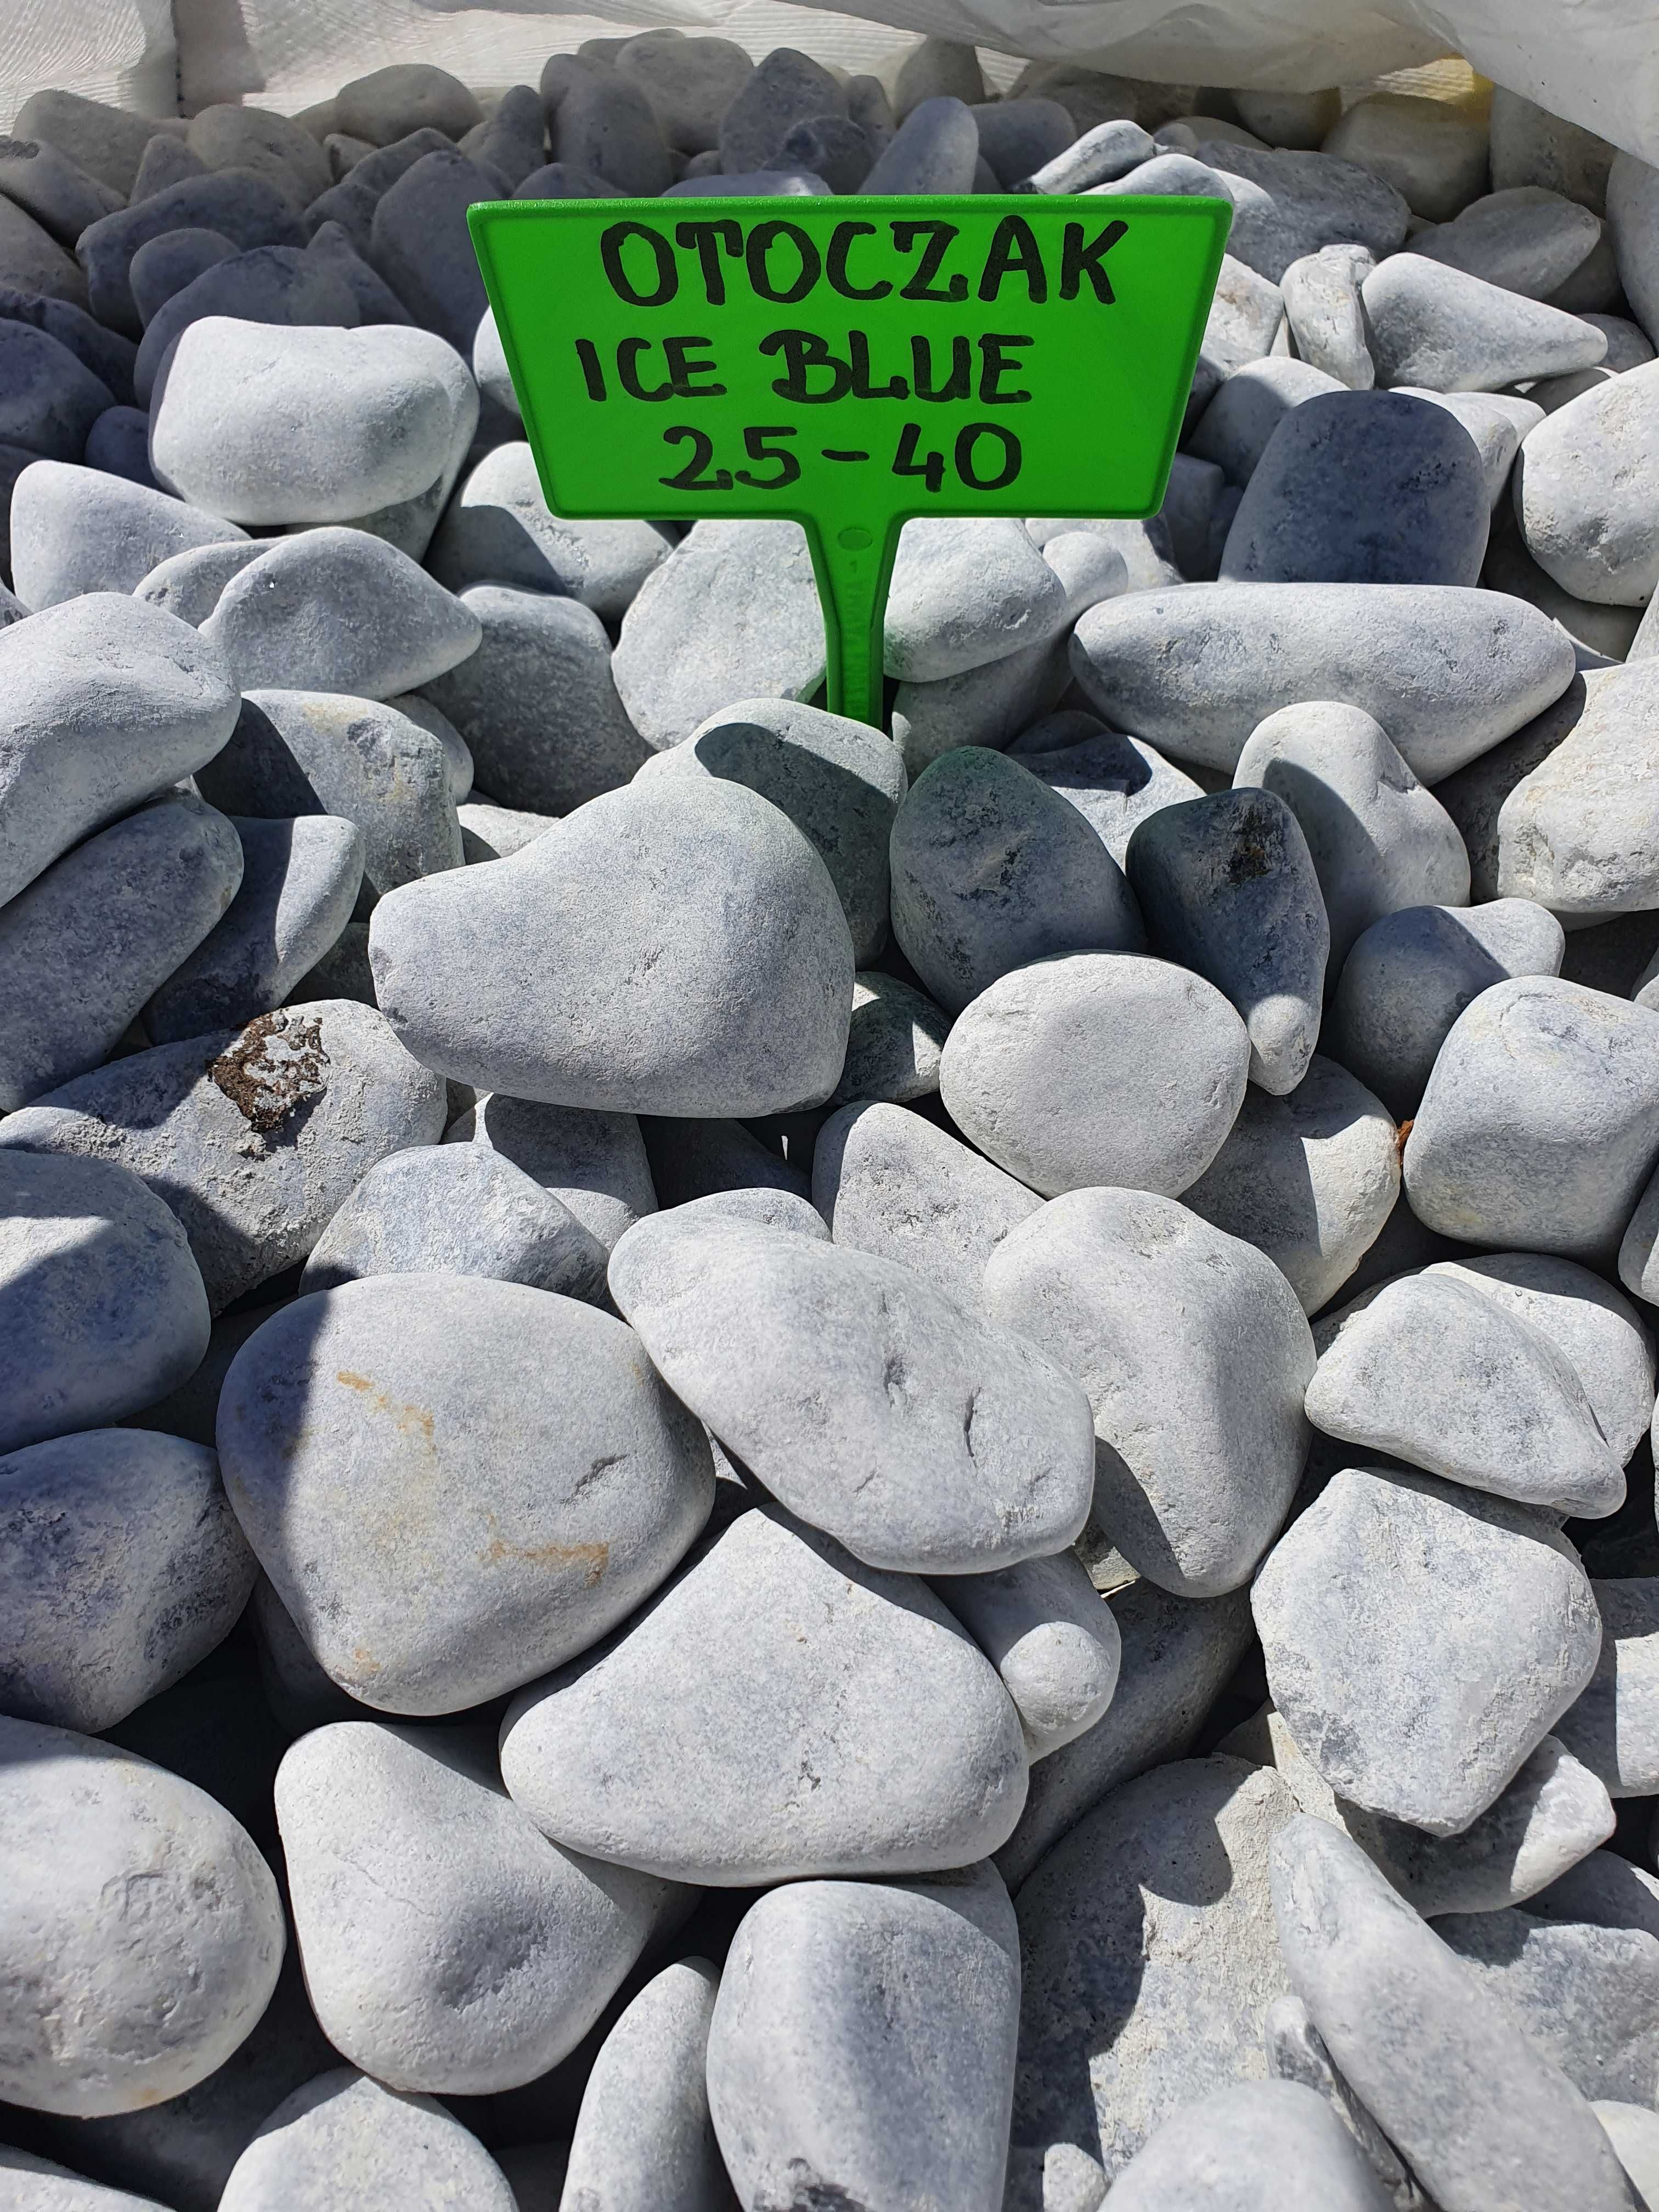 OTOCZAK
ICE BLUE
25-40